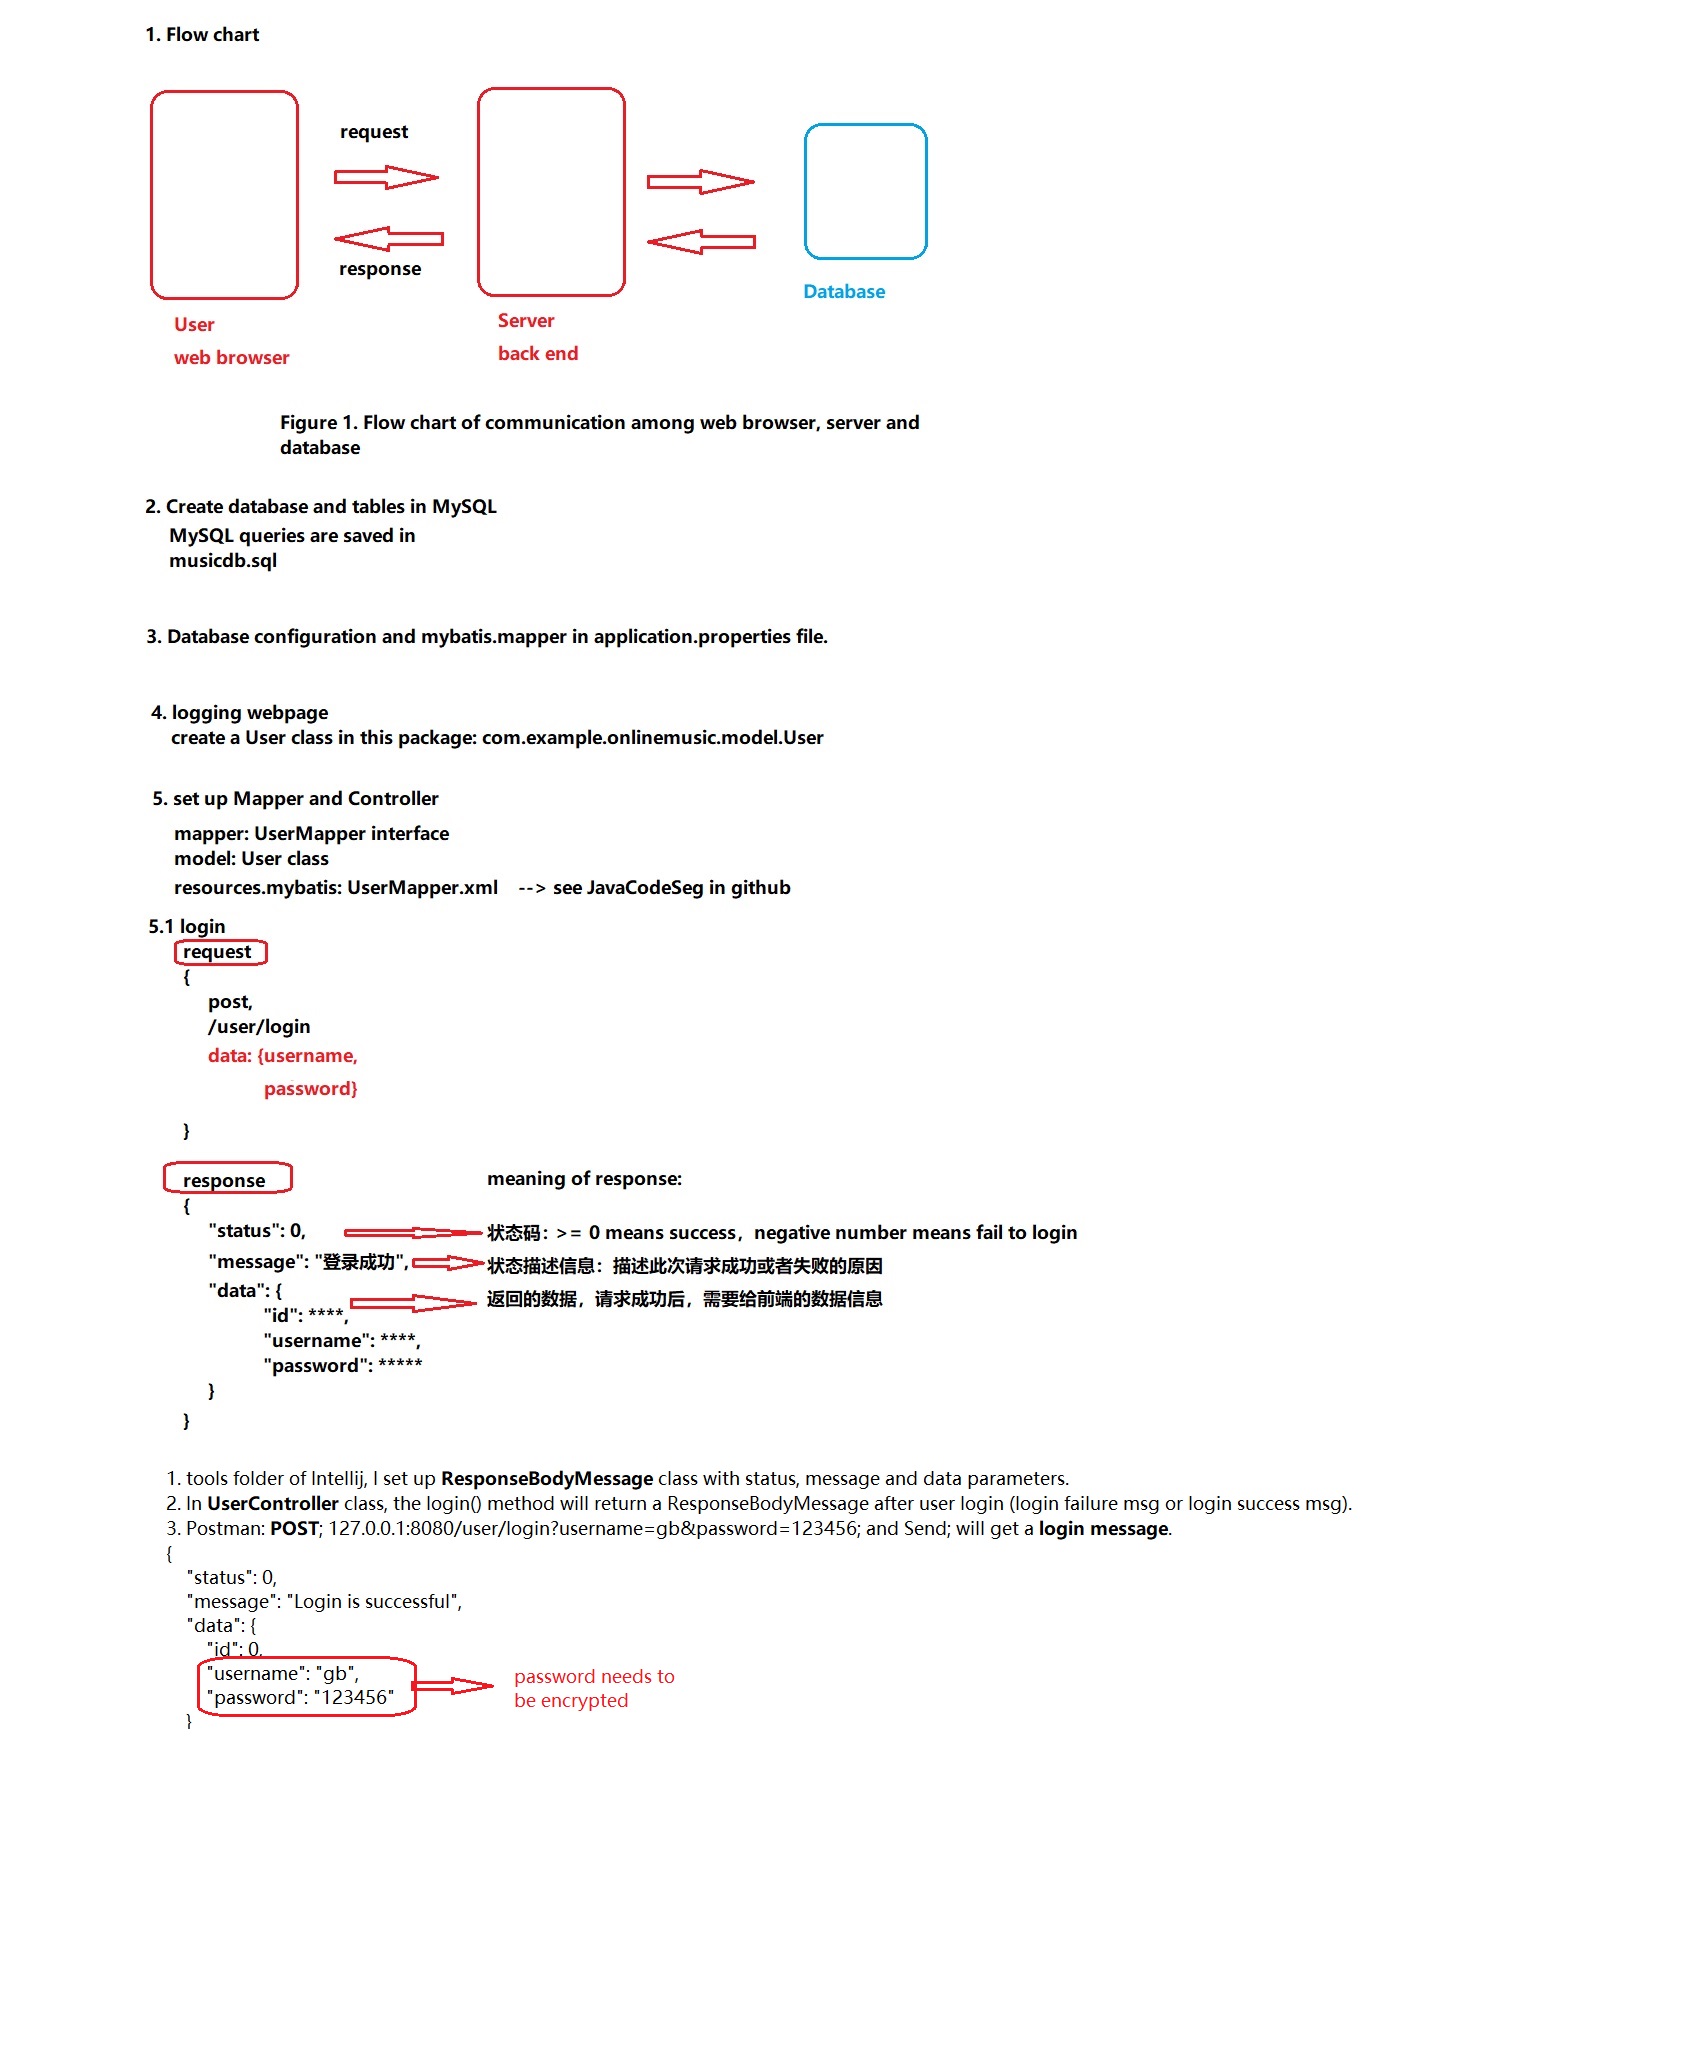 1. Flow chart
request
response
User
web browser
Server
back end
Database
Figure 1. Flow chart of communication among web browser, server and
database
2. Create database and tables in MySQL
MySQL queries are saved in
musicdb.sql
3. Database configuration and mybatis.mapper in application.properties file.
4. logging webpage
create a User class in this package: com.example.onlinemusic.model.User
5. set up Mapper and Controller
mapper: UserMapper interface
model: User class
resources.mybatis: UserMapper.xml --> see JavaCodeSeg in github
5.1 login
request
{
post,
/user/login
data: {username,
password}
}
response
meaning of response:
{
"status": 0,
状态码：>= 0 means success，negative number means fail to login
"message": "登录成功",
状态描述信息：描述此次请求成功或者失败的原因
"data": {
返回的数据，请求成功后，需要给前端的数据信息
"id": ****,
"username": ****,
"password": *****
}
}
1. tools folder of Intellij, I set up ResponseBodyMessage class with status, message and data parameters.
2. In UserController class, the login() method will return a ResponseBodyMessage after user login (login failure msg or login success msg).
3. Postman: POST; 127.0.0.1:8080/user/login?username=gb&password=123456; and Send; will get a login message.
{
"status": 0,
"message": "Login is successful",
"data": {
"id": 0,
"username": "gb",
"password": "123456"
password needs to
be encrypted
}